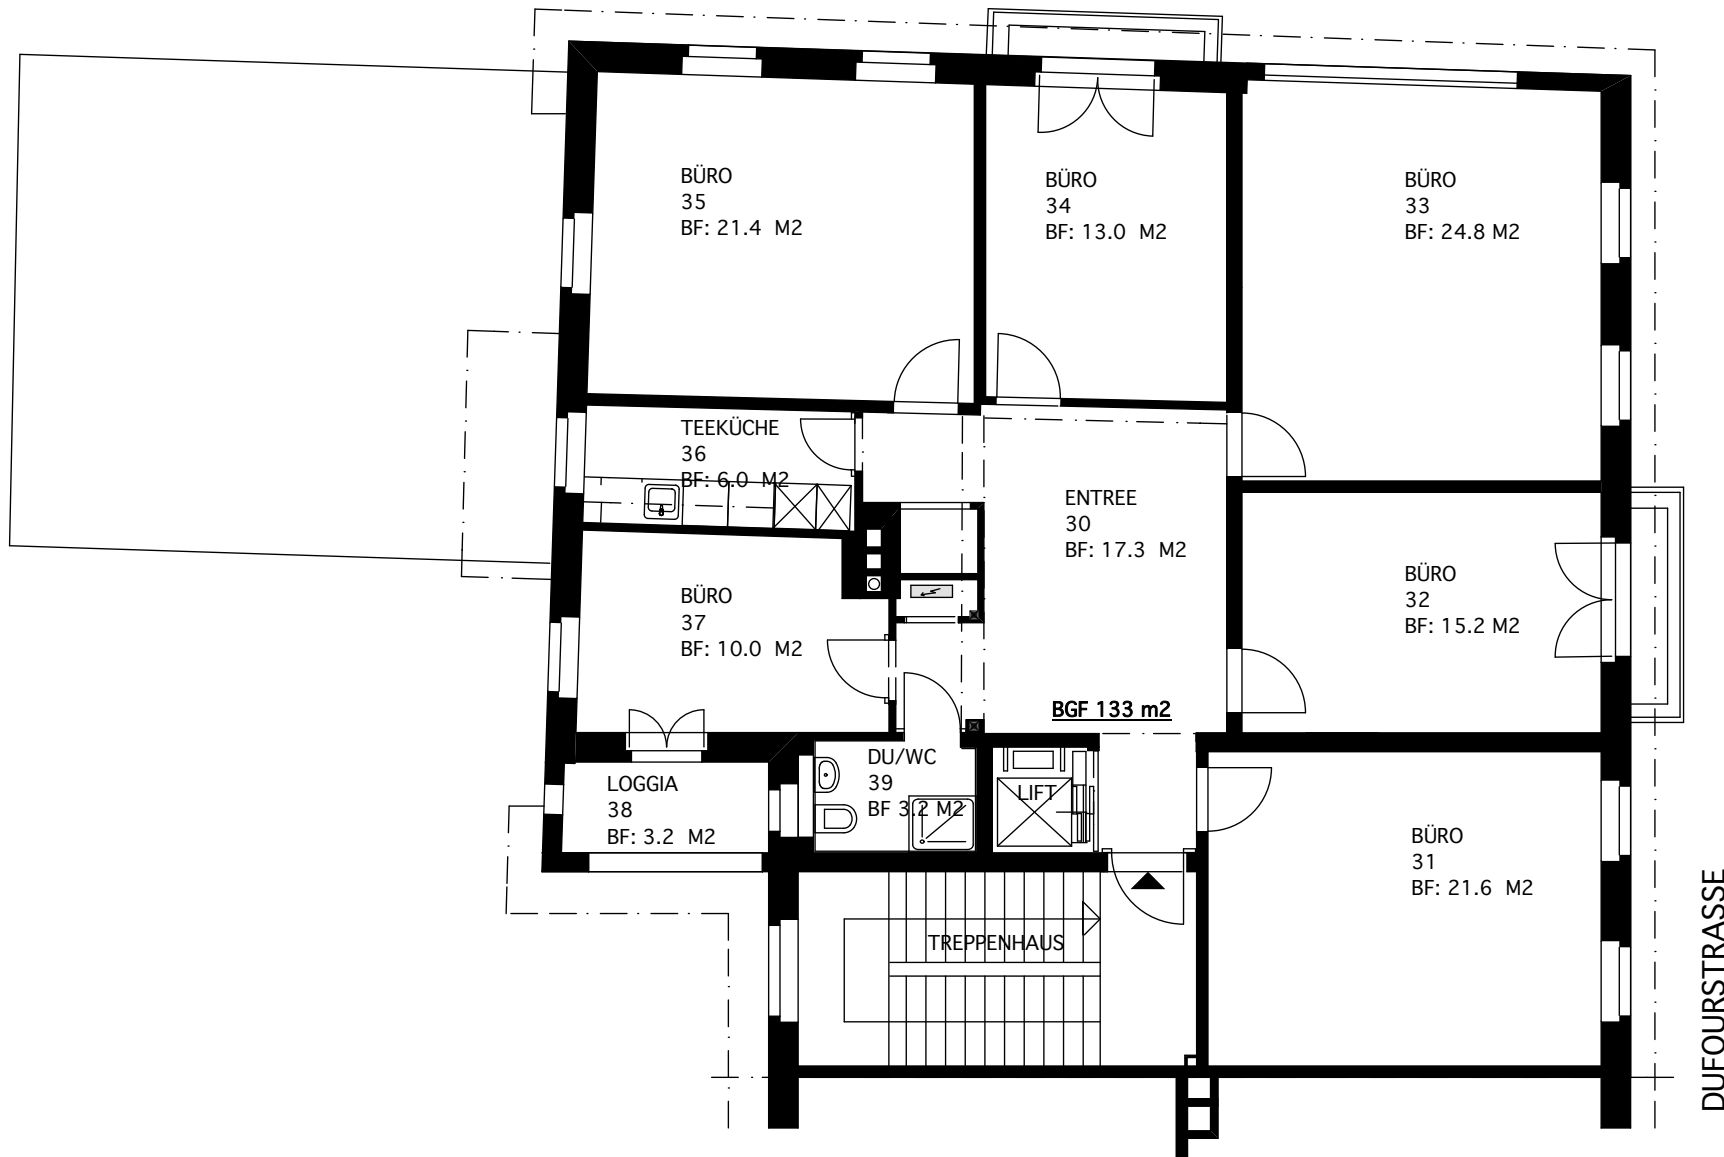 BÜRO
35
BF: 21.4 M2
BÜRO
34
BF: 13.0 M2
BÜRO
33
BF: 24.8 M2
TEEKÜCHE
36
BF: 6.0 M2
ENTREE
30
BF: 17.3 M2
BÜRO
37
BF: 10.0 M2
BÜRO
32
BF: 15.2 M2
BGF 133 m2
LOGGIA
38
BF: 3.2 M2
DU/WC
39
BF 3.2 M2
LIFT
BÜRO
31
BF: 21.6 M2
TREPPENHAUS
DUFOURSTRASSE